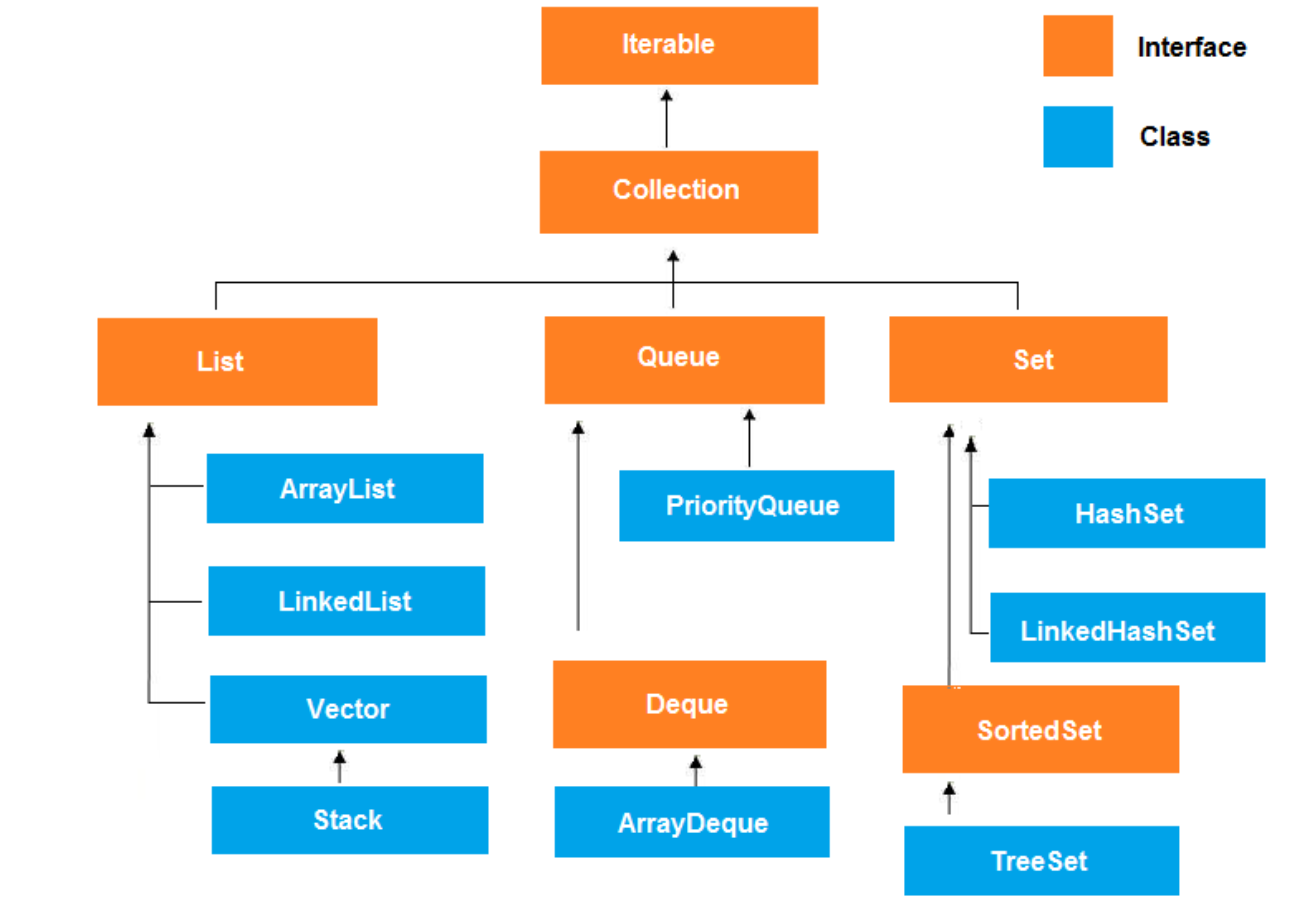 Iterable
Interface
Class
Collection
List
Queue
Set
ArrayList
PriorityQueue
HashSet
LinkedList
LinkedHashSet
Vector
Deque
SortedSet
Stack
ArrayDeque
TreeSet